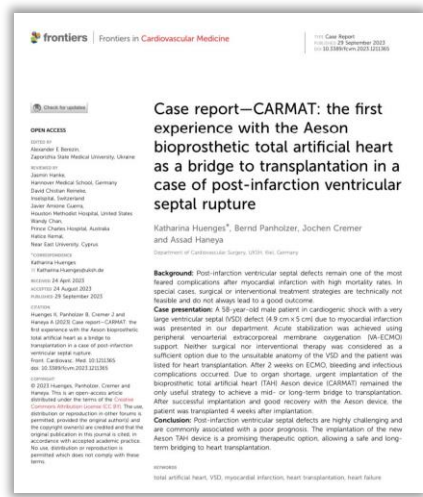 frontiers | Frontiers in Cardiovascular Medicine
TYPE Case Report
PUBLISHED 29 September 2023
DOI 10.3389/fcvm.2023.1211365
Check for updates
OPEN ACCESS
EDITED BY
Alexander E Berezin,
Zaporizhia State Medical University, Ukraine
REVIEWED BY
Jasmin Hanke,
Hannover Medical School, Germany
David Christian Reineke,
Inselspital, Switzerland
Javier Amione Guerra,
Houston Methodist Hospital, United States
Wandy Chan,
Prince Charles Hospital, Australia
Hatice Kemal,
Near East University, Cyprus
*CORRESPONDENCE
Katharina Huenges
Katharina.Huenges@uksh.de
RECEIVED 24 April 2023
ACCEPTED 24 August 2023
PUBLISHED 29 September 2023
CITATION
Huenges K, Panholzer B, Cremer J and
Haneya A (2023) Case report—CARMAT: the first
experience with the Aeson bioprosthetic
total artificial heart as a bridge to
transplantation in a case of post-infarction
ventricular septal rupture.
Front. Cardiovasc. Med. 10:1211365.
doi: 10.3389/fcvm.2023.1211365
COPYRIGHT
© 2023 Huenges, Panholzer, Cremer and
Haneya. This is an open-access article
distributed under the terms of the Creative
Commons Attribution License (CC BY). The use,
distribution or reproduction in other forums is
permitted, provided the original author(s) and
the copyright owner(s) are credited and that the
original publication in this journal is cited, in
accordance with accepted academic practice.
No use, distribution or reproduction is
permitted which does not comply with these
terms.
Case report—CARMAT: the first
experience with the Aeson
bioprosthetic total artificial heart
as a bridge to transplantation in a
case of post-infarction ventricular
septal rupture
Katharina Huenges*, Bernd Panholzer, Jochen Cremer
and Assad Haneya
Department of Cardiovascular Surgery, UKSH, Kiel, Germany
Background: Post-infarction ventricular septal defects remain one of the most
feared complications after myocardial infarction with high mortality rates. In
special cases, surgical or interventional treatment strategies are technically not
feasible and do not always lead to a good outcome.
Case presentation: A 58-year-old male patient in cardiogenic shock with a very
large ventricular septal (VSD) defect (4.9 cm x 5 cm) due to myocardial infarction
was presented in our department. Acute stabilization was achieved using
peripheral venoarterial extracorporeal membrane oxygenation (VA-ECMO)
support. Neither surgical nor interventional therapy was considered as a
sufficient option due to the unsuitable anatomy of the VSD and the patient was
listed for heart transplantation. After 2 weeks on ECMO, bleeding and infectious
complications occurred. Due to organ shortage, urgent implantation of the
bioprosthetic total artificial heart (TAH) Aeson device (CARMAT) remained the
only useful strategy to achieve a mid- or long-term bridge to transplantation.
After successful implantation and good recovery with the Aeson device, the
patient was transplanted 4 weeks after implantation.
Conclusion: Post-infarction ventricular septal defects are highly challenging and
are commonly associated with a poor prognosis. The implantation of the new
Aeson TAH device is a promising therapeutic option, allowing a safe and long-
term bridging to heart transplantation.
KEYWORDS
total artificial heart, VSD, myocardial infarction, heart transplantation, heart failure